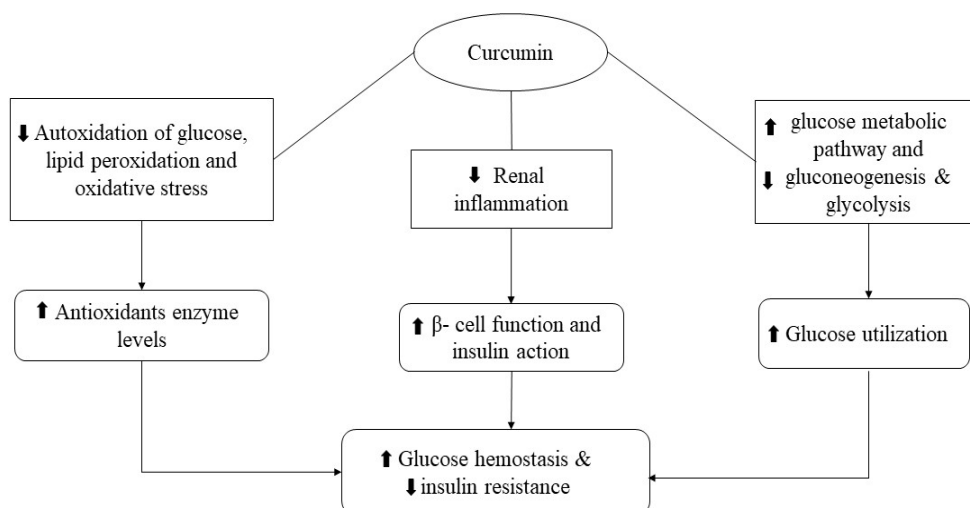 Curcumin
⬇ Autoxidation of glucose,
lipid peroxidation and
oxidative stress
⬇ Renal
inflammation
⬆ glucose metabolic
pathway and
⬇ gluconeogenesis &
glycolysis
⬆ Antioxidants enzyme
levels
⬆ β- cell function and
insulin action
⬆ Glucose utilization
⬆ Glucose hemostasis &
⬇ insulin resistance